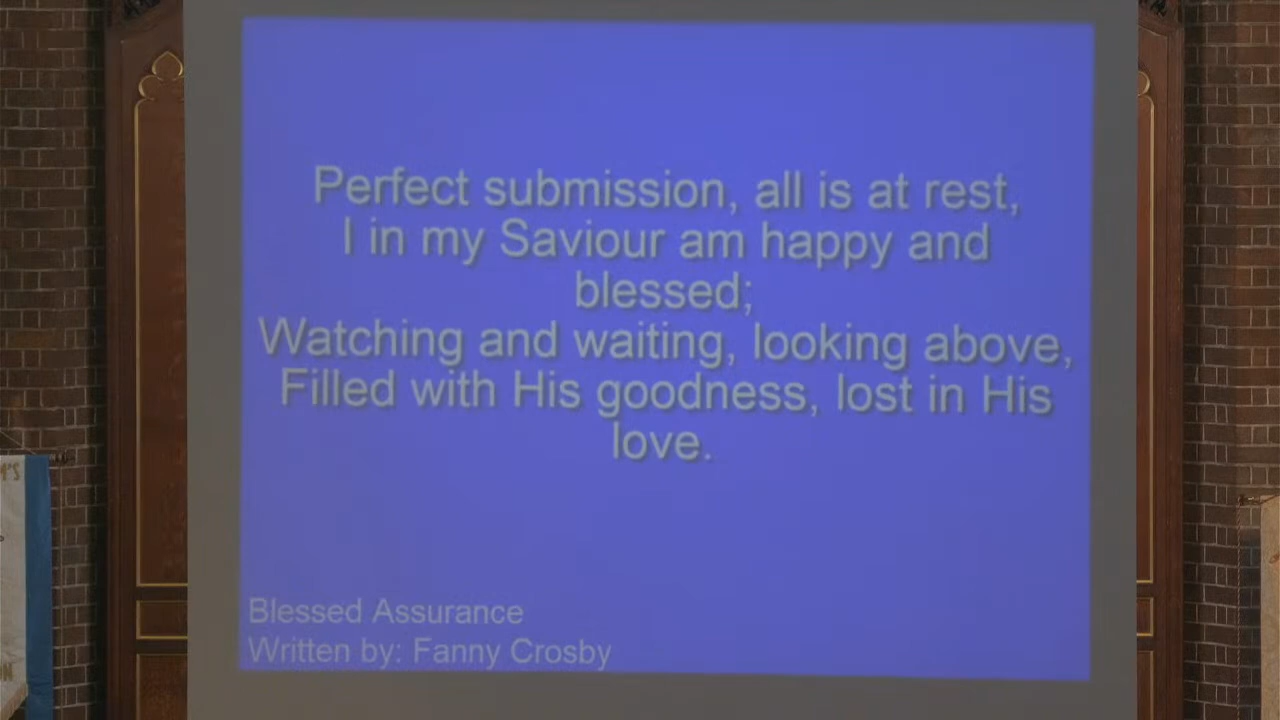 Perfect submission, all is at rest,
I in my Saviour am happy and
blessed;
Watching and waiting, looking above,
Filled with His goodness, lost in His
love.
Blessed Assurance
Written by: Fanny Crosby